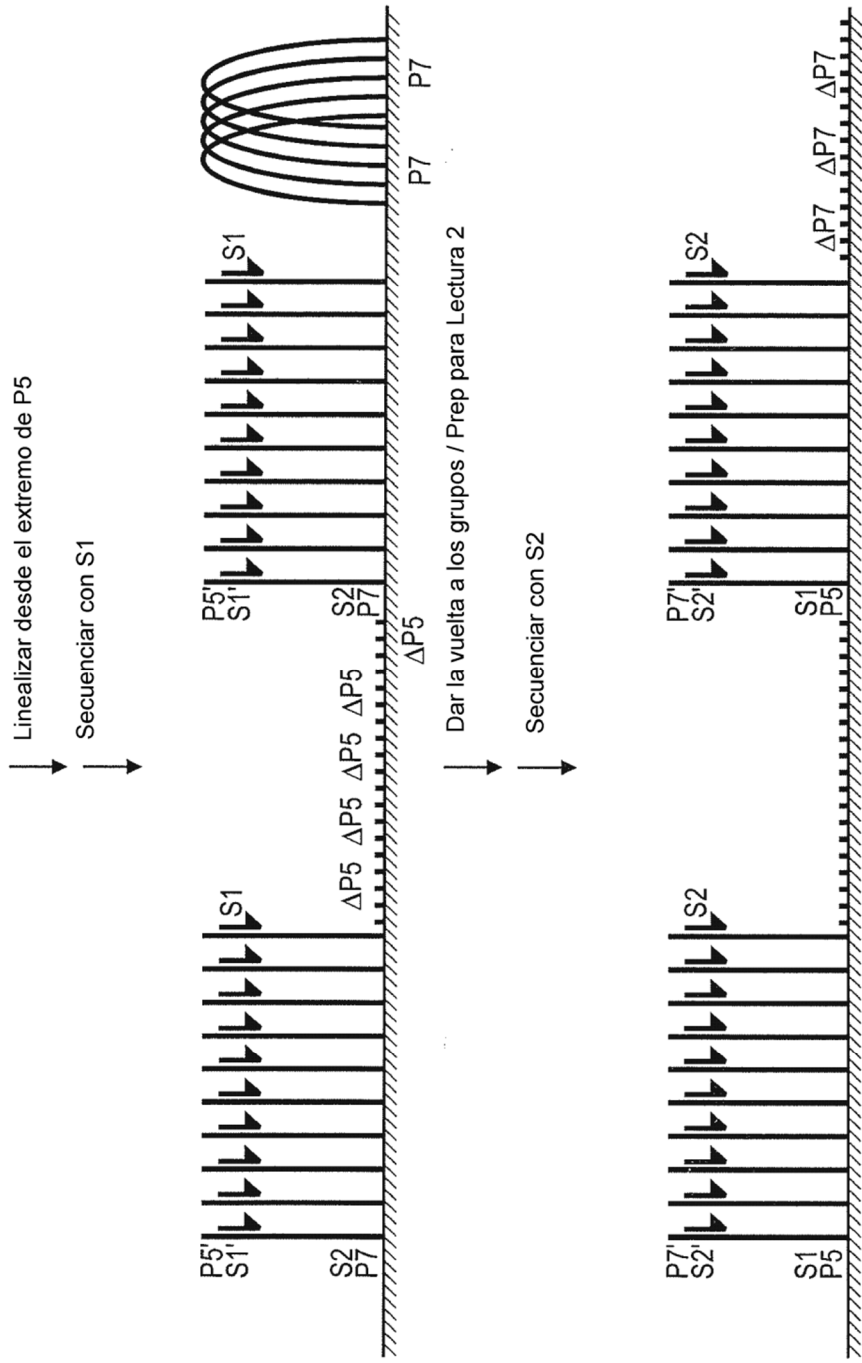 Linealizar desde el extremo de P5
Secuenciar con S1
P5'
S1'
S1
P5'
S1'
S1
S2
P7
ΔP5 ΔP5 ΔP5 ΔP5
S2
P7
ΔP5
P7
P7
Dar la vuelta a los grupos / Prep para Lectura 2
Secuenciar con S2
P7'
S2'
S2
P7'
S2'
S2
S1
P5
S1
P5
ΔP7 ΔP7 ΔP7